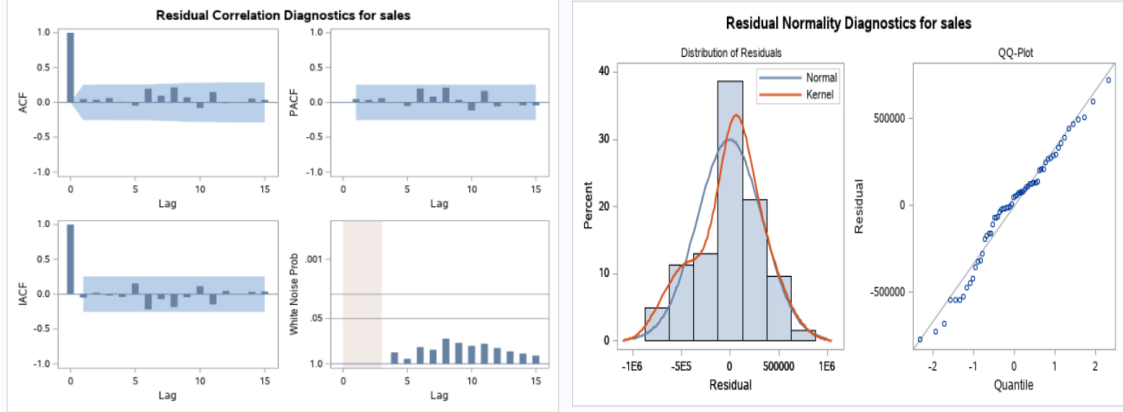 Residual Correlation Diagnostics for sales
1.0
0.5
0.0
-0.5
-1.0
ACF
0 5 10 15
Lag
1.0
0.5
0.0
-0.5
-1.0
PACF
0 5 10 15
Lag
1.0
0.5
0.0
-0.5
-1.0
IACF
0 5 10 15
Lag
.001
.05
1.0
White Noise Prob
0 5 10 15
Lag
Residual Normality Diagnostics for sales
Distribution of Residuals
Normal
Kernel
40
30
20
10
0
Percent
-1E6 -5E5 0 500000 1E6
Residual
QQ-Plot
500000
0
-500000
Residual
-2 -1 0 1 2
Quantile